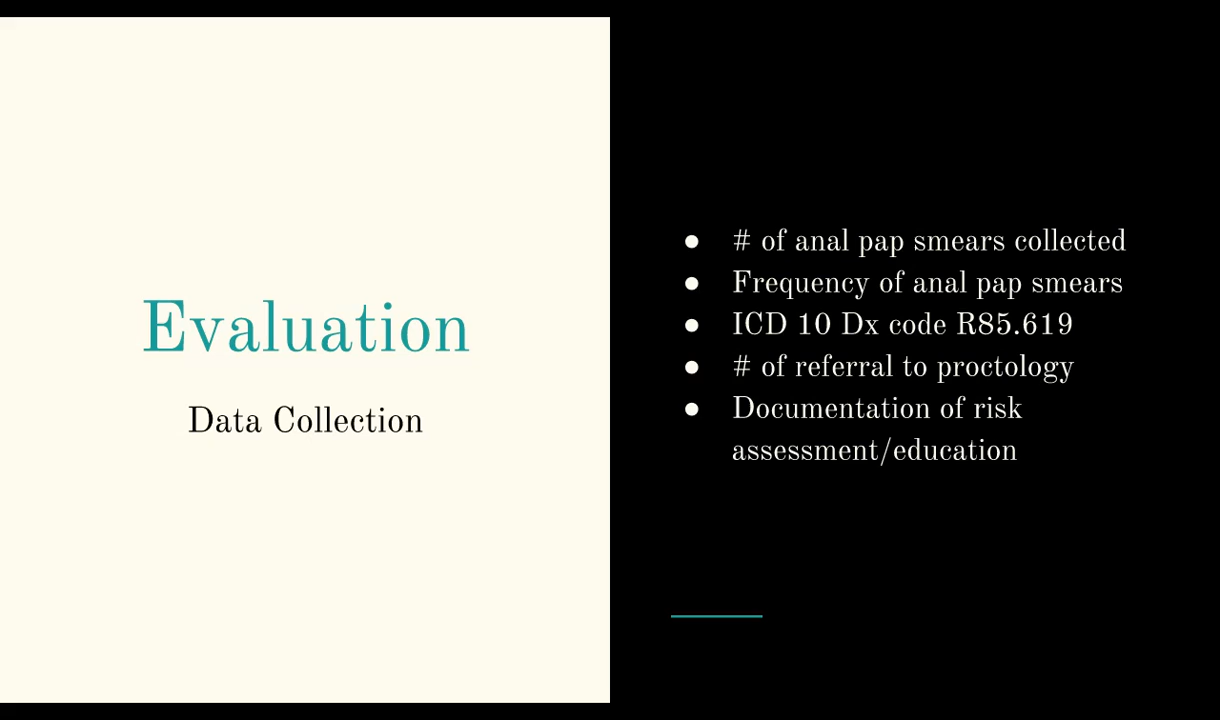 Evaluation
Data Collection
● # of anal pap smears collected
● Frequency of anal pap smears
● ICD 10 Dx code R85.619
● # of referral to proctology
● Documentation of risk
assessment/education